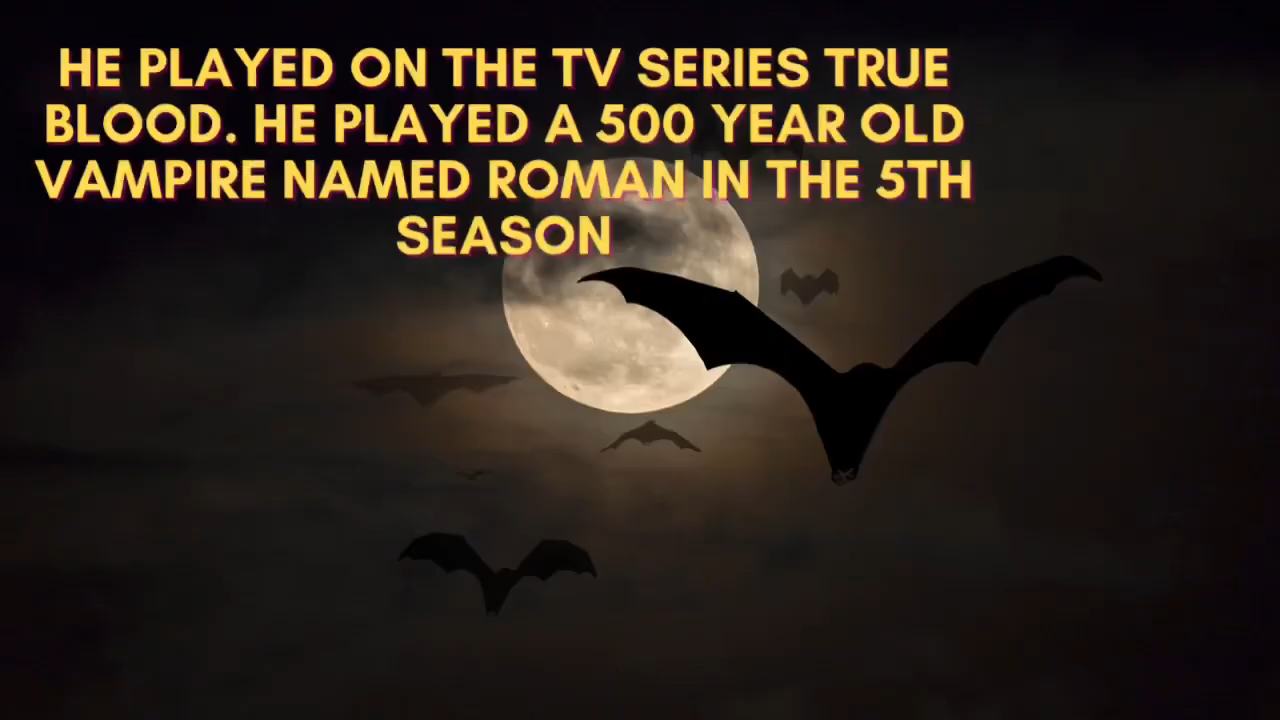 HE PLAYED ON THE TV SERIES TRUE
BLOOD. HE PLAYED A 500 YEAR OLD
VAMPIRE NAMED ROMAN IN THE 5TH
SEASON